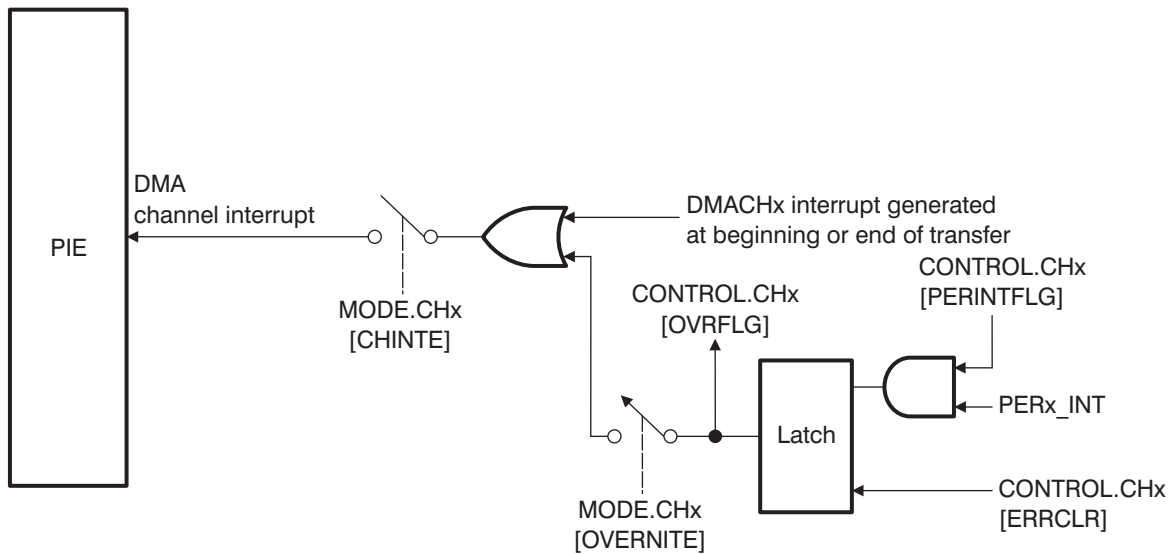 DMA
channel interrupt
PIE
DMACHx interrupt generated
at beginning or end of transfer
MODE.CHx
[CHINTE]
CONTROL.CHx
[OVRFLG]
CONTROL.CHx
[PERINTFLG]
PERx_INT
Latch
MODE.CHx
[OVERNITE]
CONTROL.CHx
[ERRCLR]